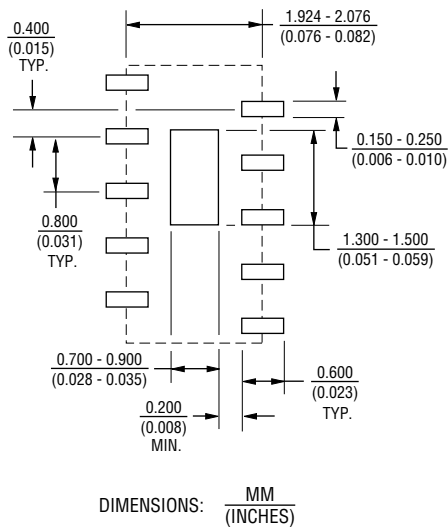 0.400
(0.015)
TYP.
1.924 - 2.076
(0.076 - 0.082)
0.150 - 0.250
(0.006 - 0.010)
0.800
(0.031)
TYP.
1.300 - 1.500
(0.051 - 0.059)
0.700 - 0.900
(0.028 - 0.035)
0.600
(0.023)
TYP.
0.200
(0.008)
MIN.
DIMENSIONS: MM
(INCHES)